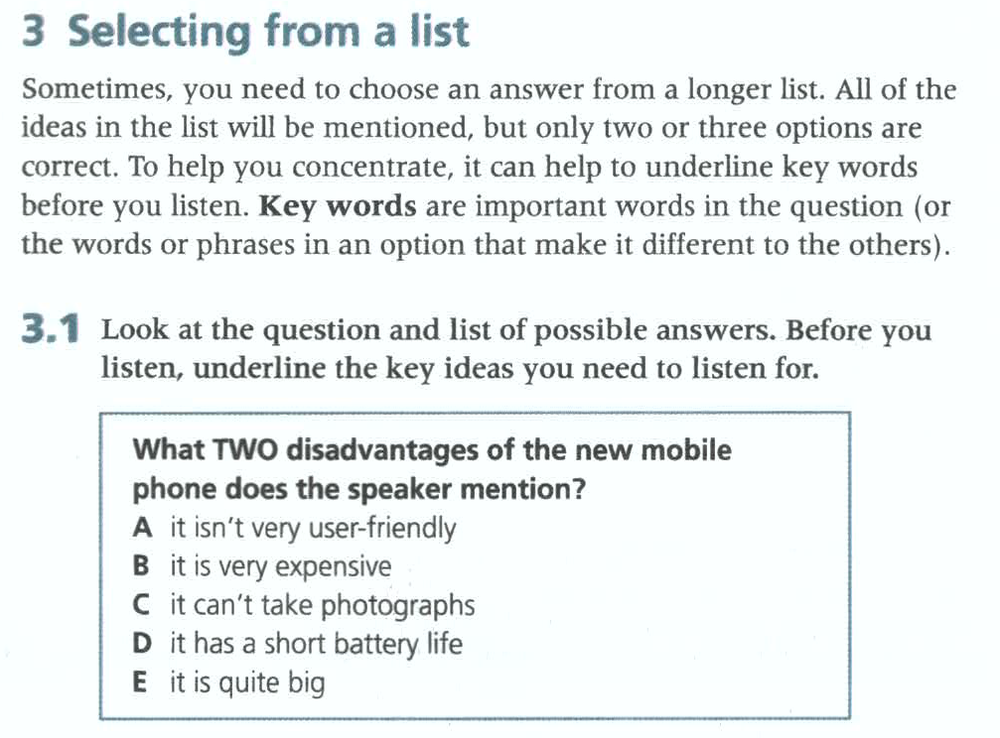 3 Selecting from a list
Sometimes, you need to choose an answer from a longer list. All of the
ideas in the list will be mentioned, but only two or three options are
correct. To help you concentrate, it can help to underline key words
before you listen. Key words are important words in the question (or
the words or phrases in an option that make it different to the others).
3.1 Look at the question and list of possible answers. Before you
listen, underline the key ideas you need to listen for.
What TWO disadvantages of the new mobile
phone does the speaker mention?
A it isn't very user-friendly
B it is very expensive
C it can't take photographs
D it has a short battery life
E it is quite big